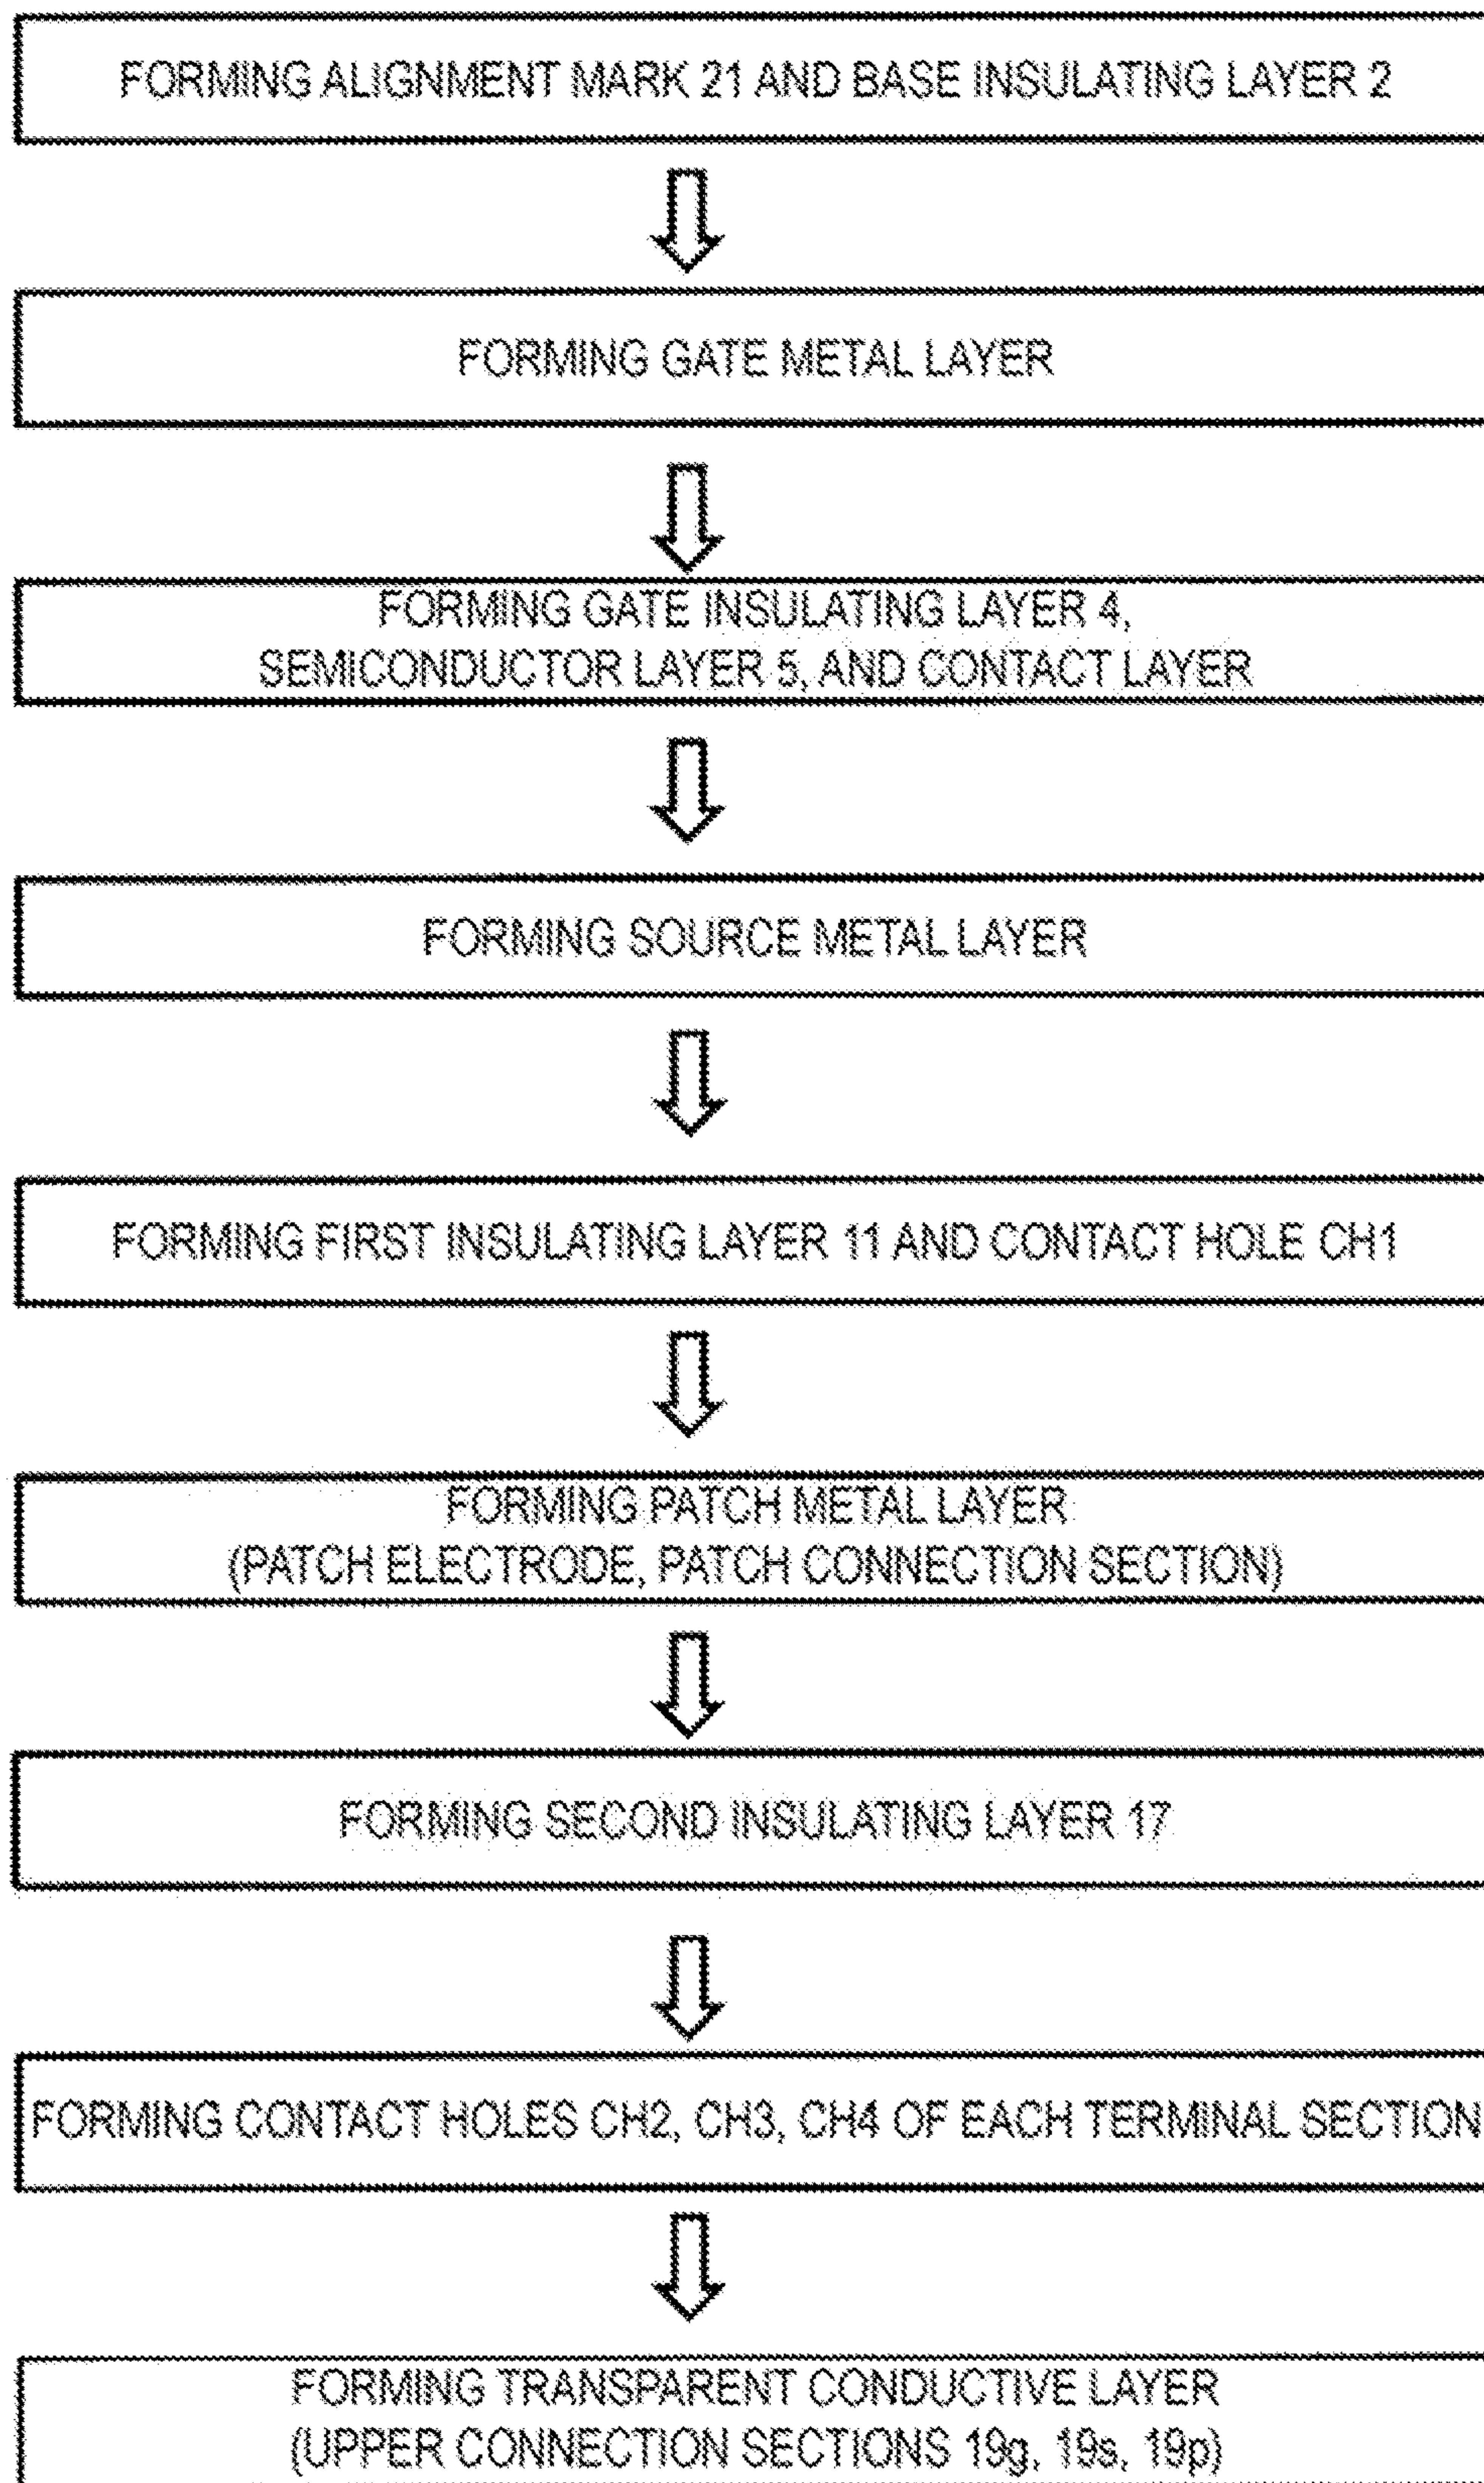 FORMING ALIGNMENT MARK 21 AND BASE INSULATING LAYER 2
FORMING GATE METAL LAYER
FORMING GATE INSULATING LAYER 4,
SEMICONDUCTOR LAYER 5, AND CONTACT LAYER
FORMING SOURCE METAL LAYER
FORMING FIRST INSULATING LAYER 11 AND CONTACT HOLE CH1
FORMING PATCH METAL LAYER
(PATCH ELECTRODE, PATCH CONNECTION SECTION)
FORMING SECOND INSULATING LAYER 17
FORMING CONTACT HOLES CH2, CH3, CH4 OF EACH TERMINAL SECTION
FORMING TRANSPARENT CONDUCTIVE LAYER
(UPPER CONNECTION SECTIONS 19g, 19s, 19p)